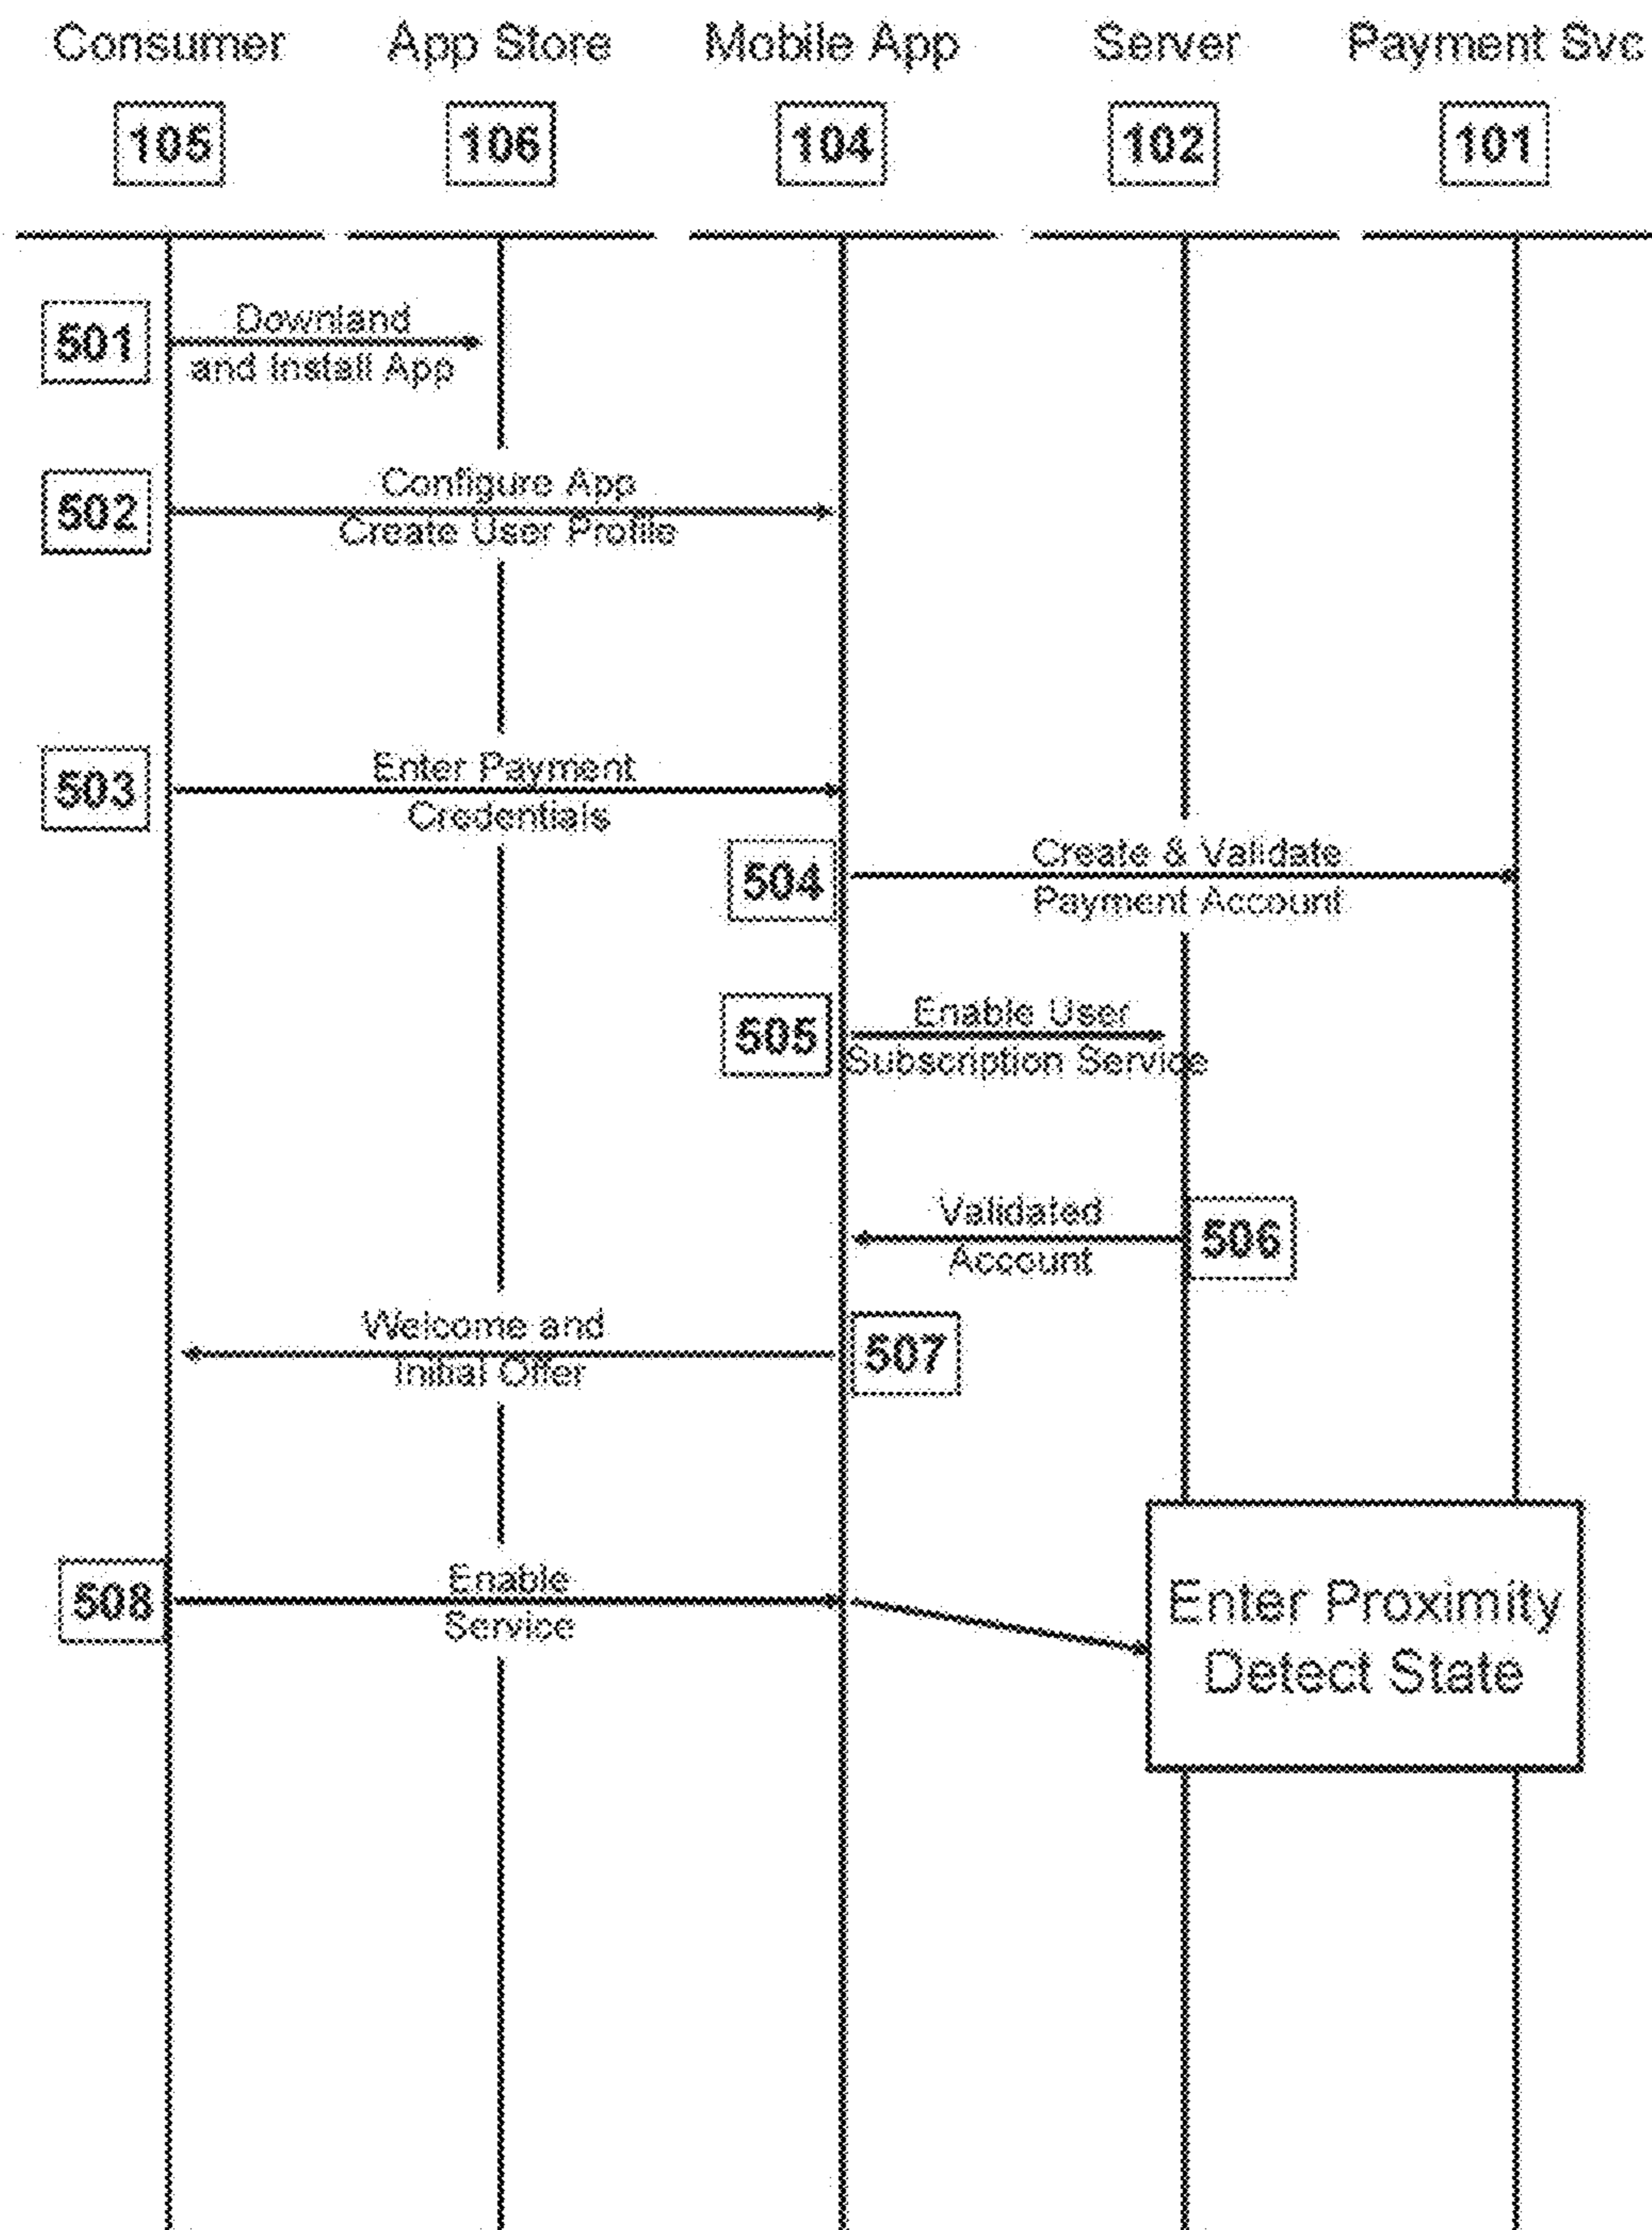 Consumer App Store Mobile App Server Payment Svc
105 106 104 102 101
501 Downland
and Install App
502 Configure App
Create User Profile
503 Enter Payment
Credentials
504 Create & Validate
Payment Account
505 Enable User
Subscription Service
Validated 506
Account
Welcome and 507
Initial Offer
508 Enable
Service
Enter Proximity
Detect State